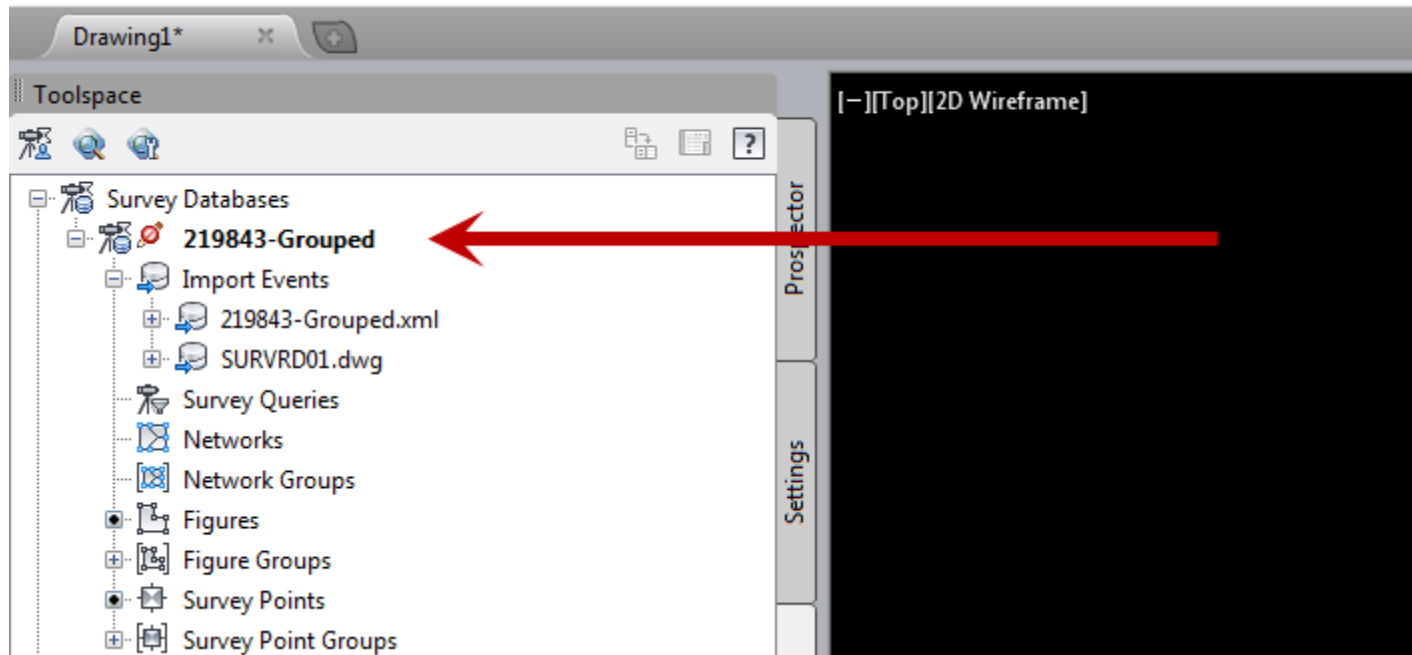 Drawing1*
Toolspace
[−][Top][2D Wireframe]
?
Survey Databases
219843-Grouped
Import Events
219843-Grouped.xml
SURVRD01.dwg
Survey Queries
Networks
Network Groups
Figures
Figure Groups
Survey Points
Survey Point Groups
Prospector
Settings